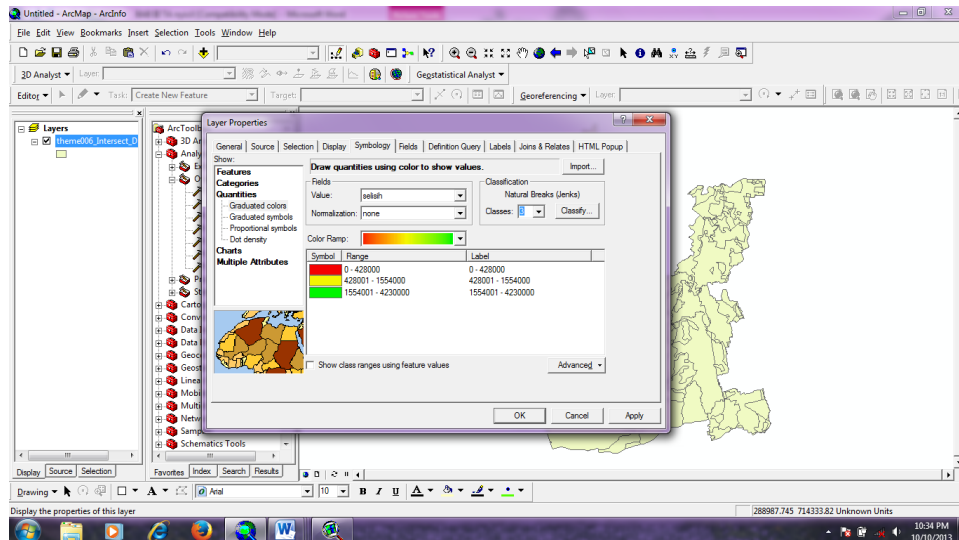 Untitled - ArcMap - ArcInfo
File Edit View Bookmarks Insert Selection Tools Window Help
3D Analyst Layer: Geostatistical Analyst
Editor Task: Create New Feature Target: Georeferencing Layer:
Layers
theme006_Intersect_D
ArcToolb
3D An
Analy
Carto
Conv
Data
Data
Geoc
Geost
Linea
Mobi
Multi
Netw
Samp
Schematics Tools
Layer Properties
General Source Selection Display Symbology Fields Definition Query Labels Joins & Relates HTML Popup
Show:
Features
Categories
Quantities
Graduated colors
Graduated symbols
Proportional symbols
Dot density
Charts
Multiple Attributes
Draw quantities using color to show values.
Import...
Fields
Value: selisih
Normalization: none
Classification
Natural Breaks (Jenks)
Classes: 3 Classify...
Color Ramp:
Symbol Range Label
0 - 428000 0 - 428000
428001 - 1554000 428001 - 1554000
1554001 - 4230000 1554001 - 4230000
Show class ranges using feature values
Advanced
OK Cancel Apply
Display Source Selection
Favorites Index Search Results
Drawing Arial 10 B I U A
Display the properties of this layer
288987.745 714333.82 Unknown Units
10:34 PM
10/10/2013